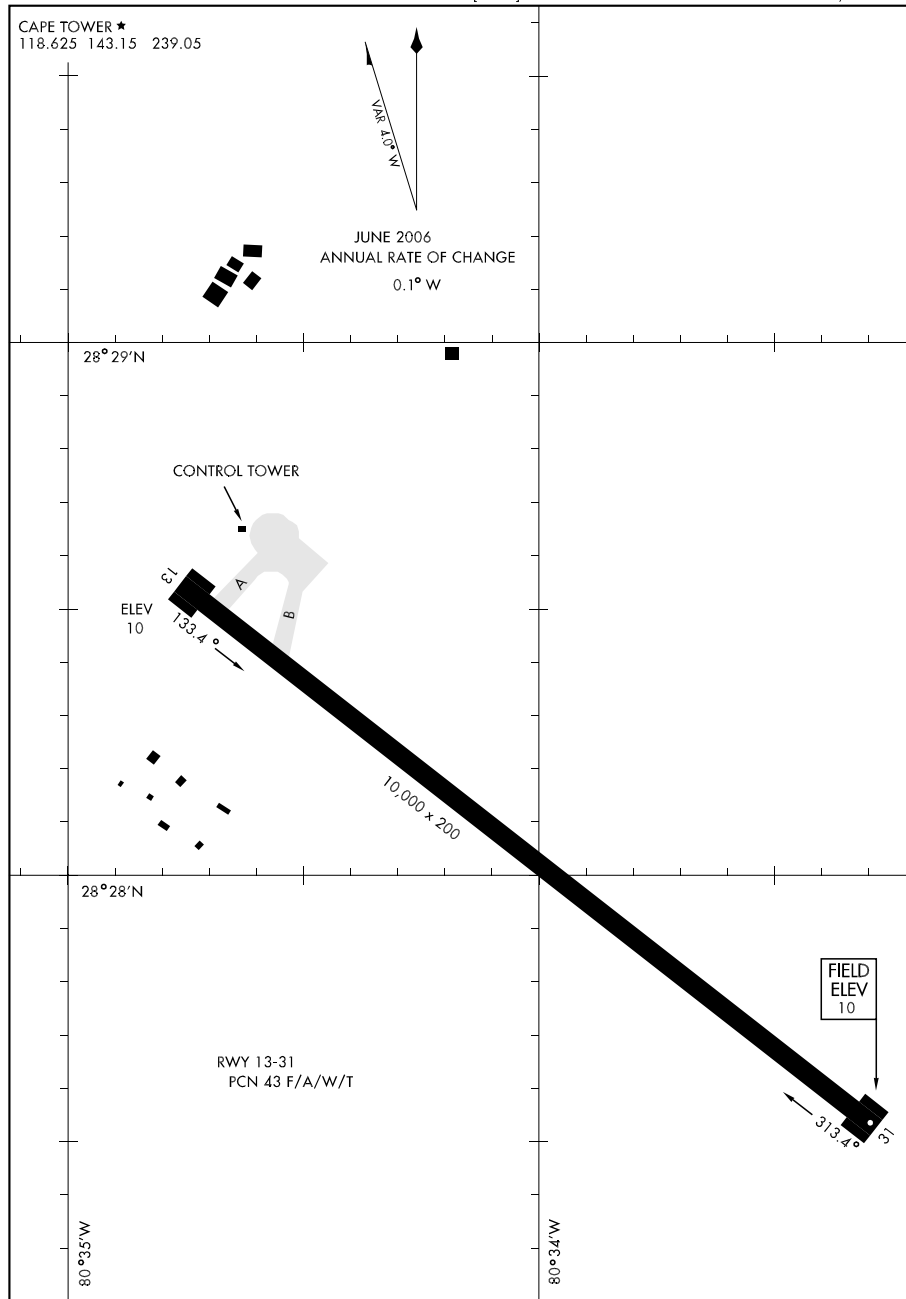 CAPE TOWER ★
118.625 143.15 239.05
VAR 4.0° W
JUNE 2006
ANNUAL RATE OF CHANGE
0.1° W
28° 29'N
CONTROL TOWER
13
A
B
ELEV
10
133.4°
10,000 x 200
28° 28'N
FIELD
ELEV
10
RWY 13-31
PCN 43 F/A/W/T
313.4°
31
80° 35'W
80° 34'W